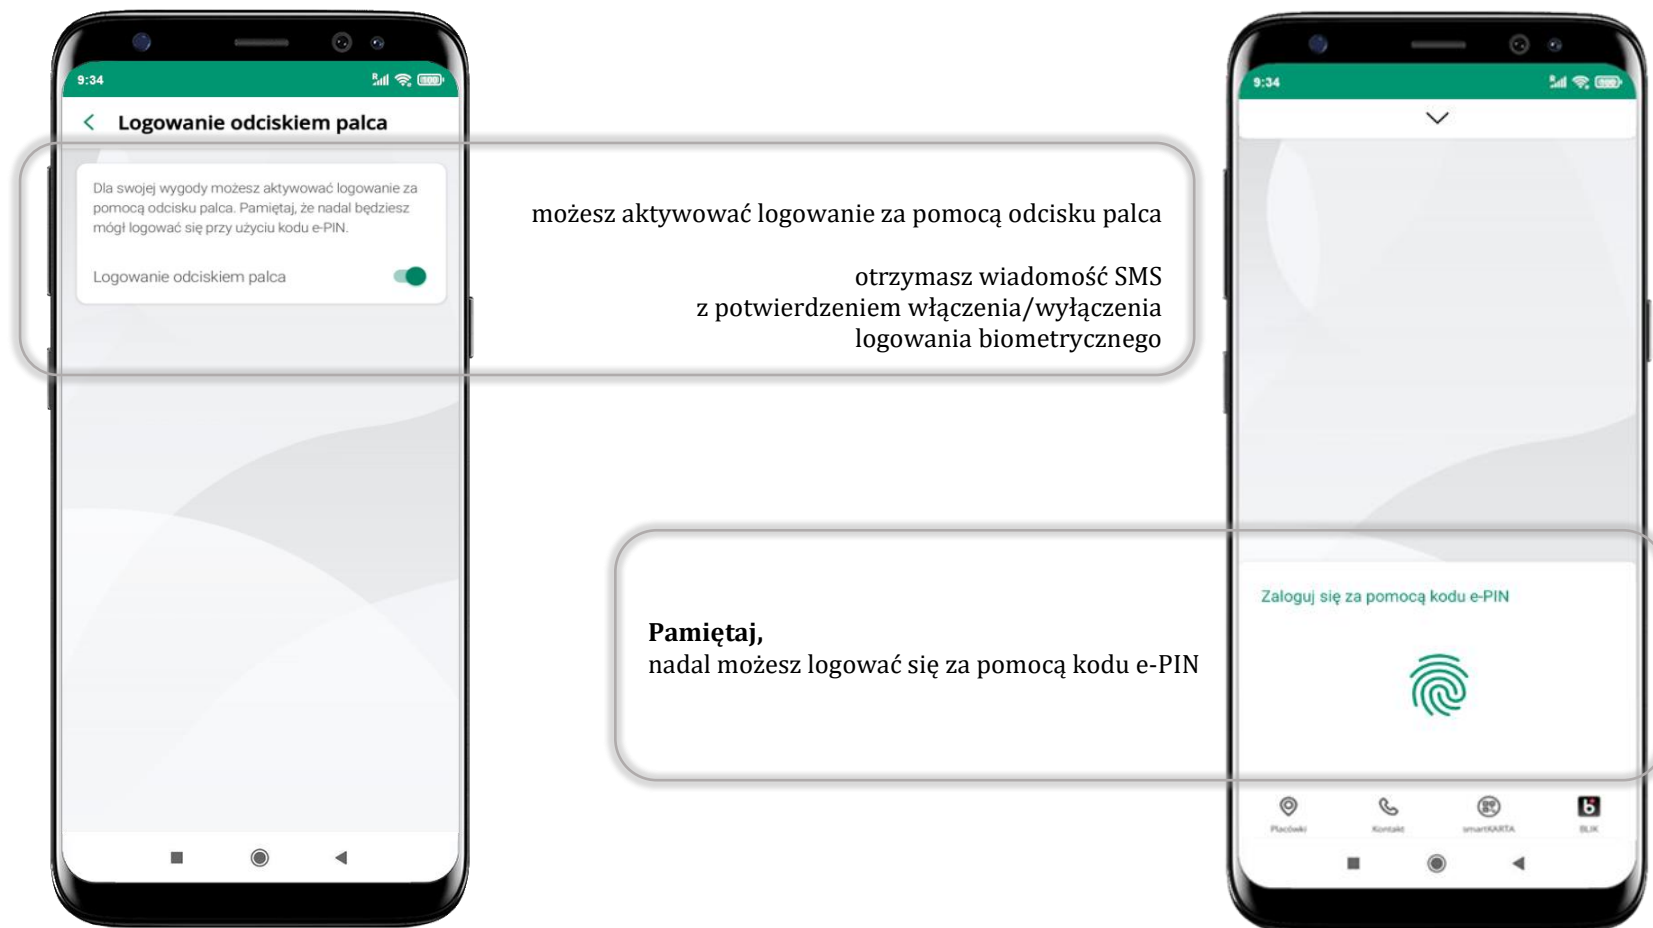 9:34
Logowanie odciskiem palca
Dla swojej wygody możesz aktywować logowanie za
pomocą odcisku palca. Pamiętaj, że nadal będziesz
mógł logować się przy użyciu kodu e-PIN.
Logowanie odciskiem palca
możesz aktywować logowanie za pomocą odcisku palca
otrzymasz wiadomość SMS
z potwierdzeniem włączenia/wyłączenia
logowania biometrycznego
Pamiętaj,
nadal możesz logować się za pomocą kodu e-PIN
9:34
Zaloguj się za pomocą kodu e-PIN
Placówki Kontakt smartKARTA BLIK